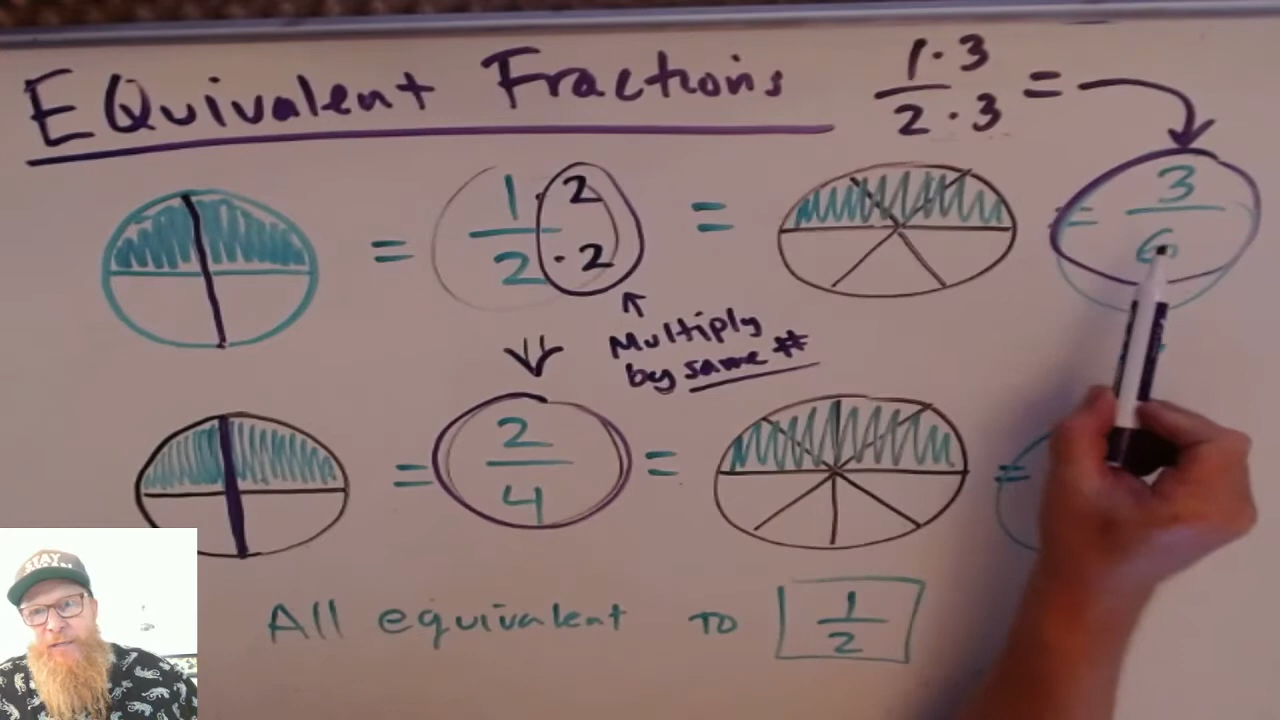 EQuivalent Fractions
1 · 3
2 · 3
=
= 1 · 2
2 · 2
= = 3
6
Multiply
by same #
= 2
4
= =
All equivalent TO 1
2
STAY